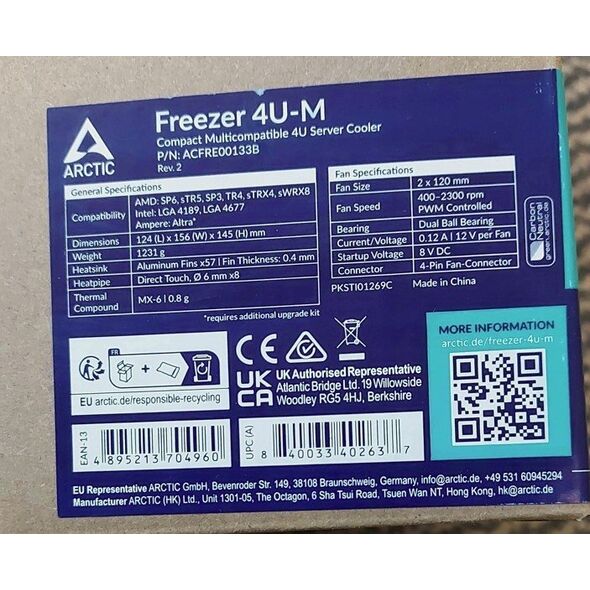 ARCTIC
Freezer 4U-M
Compact Multicompatible 4U Server Cooler
P/N: ACFRE00133B
Rev. 2
General Specifications
Compatibility AMD: SP6, sTR5, SP3, TR4, sTRX4, sWRX8
Intel: LGA 4189, LGA 4677
Ampere: Altra*
Dimensions 124 (L) x 156 (W) x 145 (H) mm
Weight 1231 g
Heatsink Aluminum Fins x57 | Fin Thickness: 0.4 mm
Heatpipe Direct Touch, Ø 6 mm x8
Thermal Compound MX-6 | 0.8 g
*requires additional upgrade kit
Fan Specifications
Fan Size 2 x 120 mm
Fan Speed 400–2300 rpm
PWM Controlled
Bearing Dual Ball Bearing
Current/Voltage 0.12 A | 12 V per Fan
Startup Voltage 8 V DC
Connector 4-Pin Fan-Connector
PKSTI01269C Made in China
Carbon Neutral
green.arctic.de
FR
EU arctic.de/responsible-recycling
CE
UK CA
UK Authorised Representative
Atlantic Bridge Ltd. 19 Willowside
Woodley RG5 4HJ, Berkshire
MORE INFORMATION
arctic.de/freezer-4u-m
EAN-13
4 895213 704960
UPC (A)
8 40033 40263 7
EU Representative ARCTIC GmbH, Bevenroder Str. 149, 38108 Braunschweig, Germany, info@arctic.de, +49 531 60945294
Manufacturer ARCTIC (HK) Ltd., Unit 1301-05, The Octagon, 6 Sha Tsui Road, Tsuen Wan NT, Hong Kong, hk@arctic.de